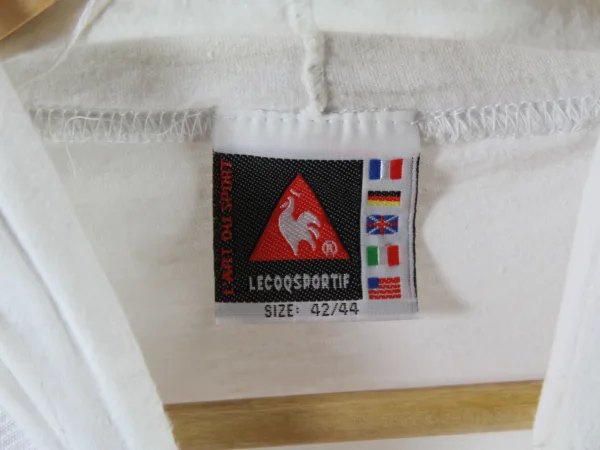 L'ART DU SPORT
®
LECOQSPORTIF
SIZE: 42/44